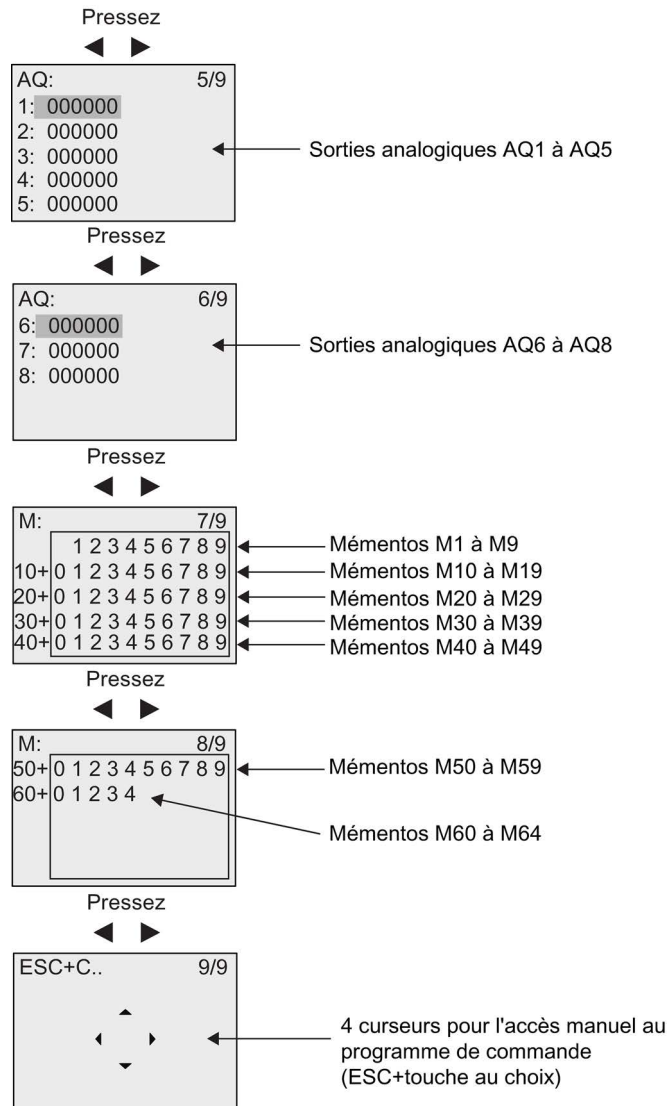 Pressez
AQ: 5/9
1: 000000
2: 000000
3: 000000
4: 000000
5: 000000
Sorties analogiques AQ1 à AQ5
Pressez
AQ: 6/9
6: 000000
7: 000000
8: 000000
Sorties analogiques AQ6 à AQ8
Pressez
M: 7/9
1 2 3 4 5 6 7 8 9 Mémentos M1 à M9
10+ 0 1 2 3 4 5 6 7 8 9 Mémentos M10 à M19
20+ 0 1 2 3 4 5 6 7 8 9 Mémentos M20 à M29
30+ 0 1 2 3 4 5 6 7 8 9 Mémentos M30 à M39
40+ 0 1 2 3 4 5 6 7 8 9 Mémentos M40 à M49
Pressez
M: 8/9
50+ 0 1 2 3 4 5 6 7 8 9 Mémentos M50 à M59
60+ 0 1 2 3 4
Mémentos M60 à M64
Pressez
ESC+C.. 9/9
4 curseurs pour l'accès manuel au
programme de commande
(ESC+touche au choix)